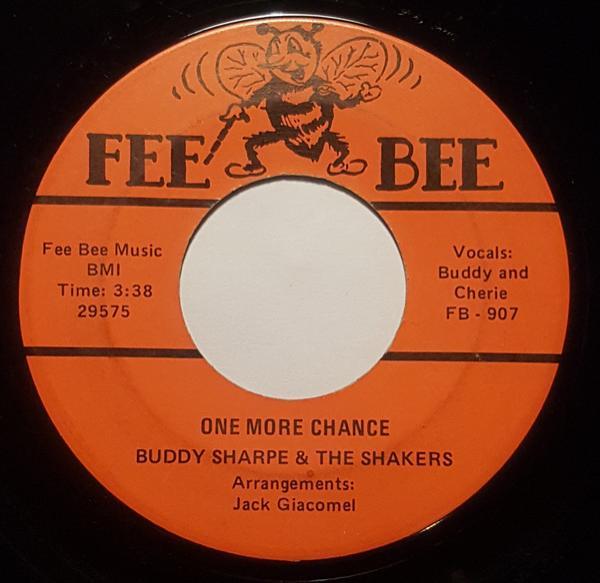 FEE BEE
Fee Bee Music
BMI
Time: 3:38
29575
Vocals:
Buddy and
Cherie
FB - 907
ONE MORE CHANCE
BUDDY SHARPE & THE SHAKERS
Arrangements:
Jack Giacomel